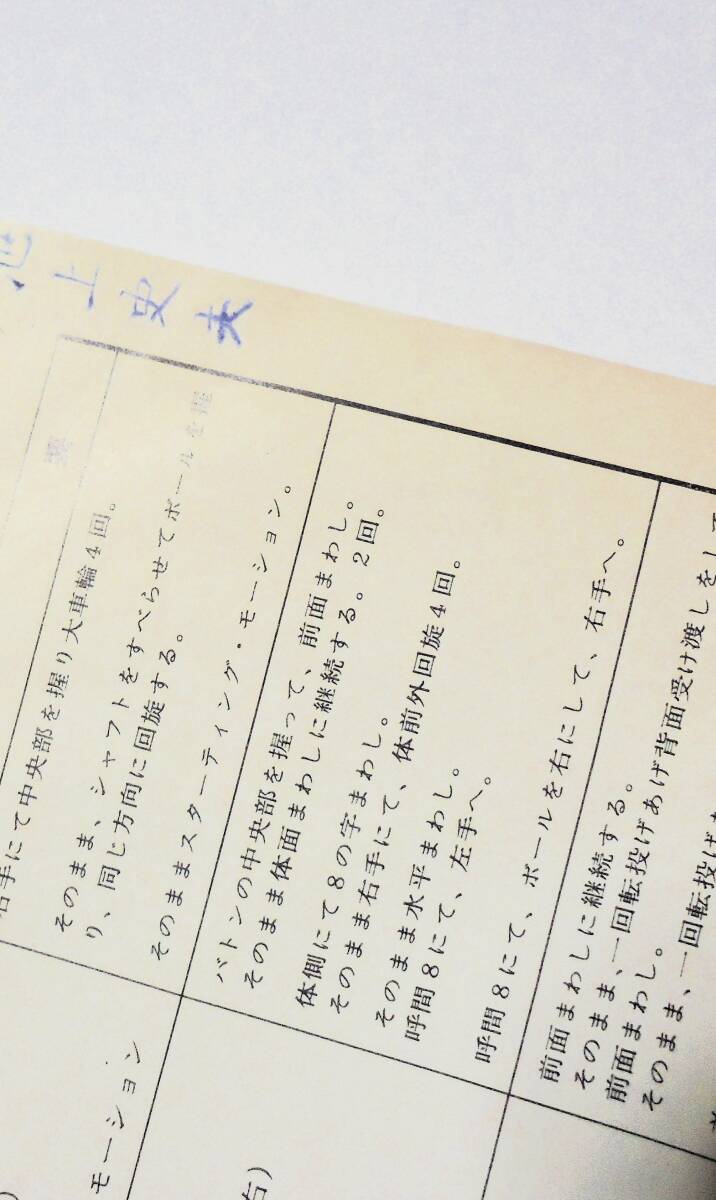 池上史夫
右手にて中央部を握り大車輪4回。
そのまま、シャフトをすべらせてボールを握
り、同じ方向に回旋する。
そのままスターティング・モーション。
モーション
バトンの中央部を握って、前面まわし。
そのまま体面まわしに継続する。2回。
体側にて8の字まわし。
そのまま右手にて、体前外回旋4回。
そのまま水平まわし。
呼間8にて、左手へ。
呼間8にて、ボールを右にして、右手へ。
右)
前面まわしに継続する。
そのまま、一回転投げあげ背面受け渡しをして
前面まわし。
そのまま、一回転投げあ